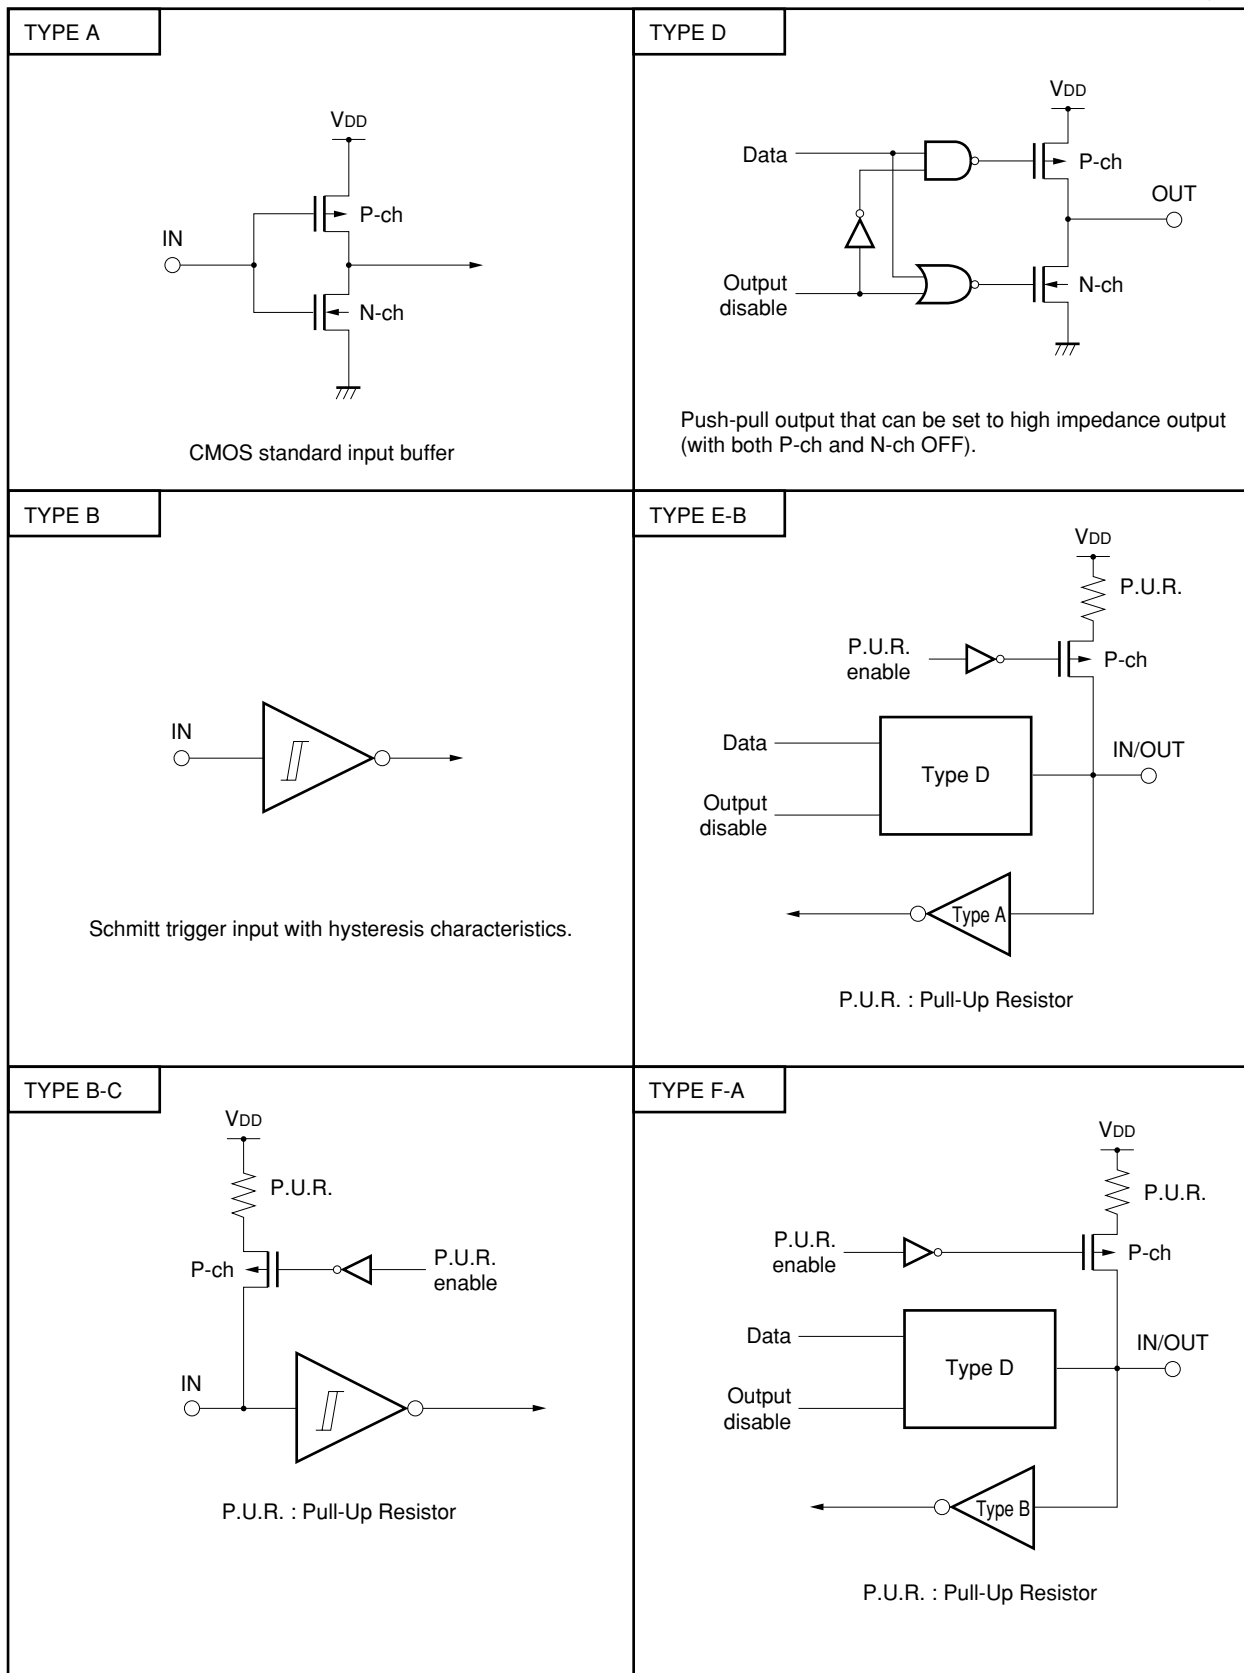 TYPE A
VDD
P-ch
IN
N-ch
CMOS standard input buffer
TYPE D
VDD
Data
P-ch
OUT
Output
disable
N-ch
Push-pull output that can be set to high impedance output
(with both P-ch and N-ch OFF).
TYPE B
IN
Schmitt trigger input with hysteresis characteristics.
TYPE E-B
VDD
P.U.R.
P.U.R.
enable
P-ch
Data
IN/OUT
Type D
Output
disable
Type A
P.U.R. : Pull-Up Resistor
TYPE B-C
VDD
P.U.R.
P-ch
P.U.R.
enable
IN
P.U.R. : Pull-Up Resistor
TYPE F-A
VDD
P.U.R.
P.U.R.
enable
P-ch
Data
IN/OUT
Type D
Output
disable
Type B
P.U.R. : Pull-Up Resistor